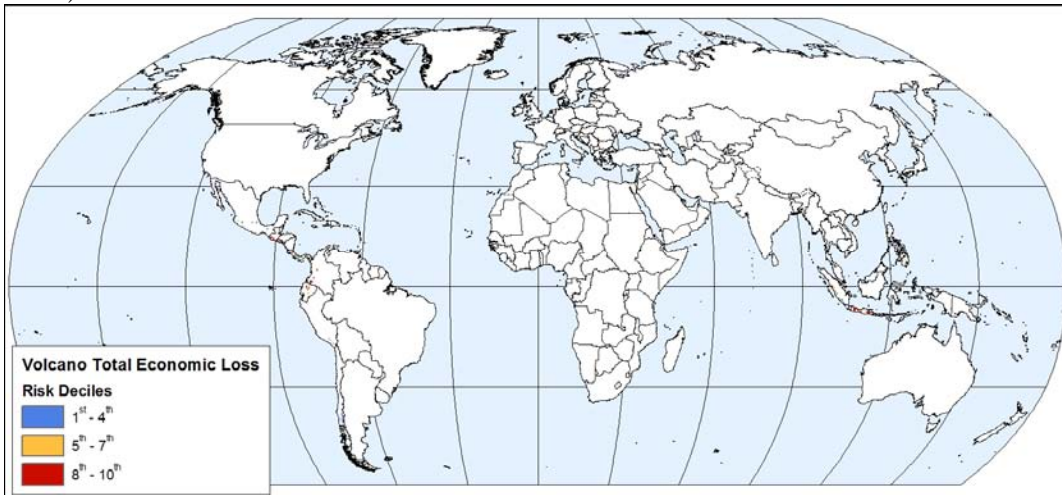 Volcano Total Economic Loss
Risk Deciles
1st - 4th
5th - 7th
8th - 10th